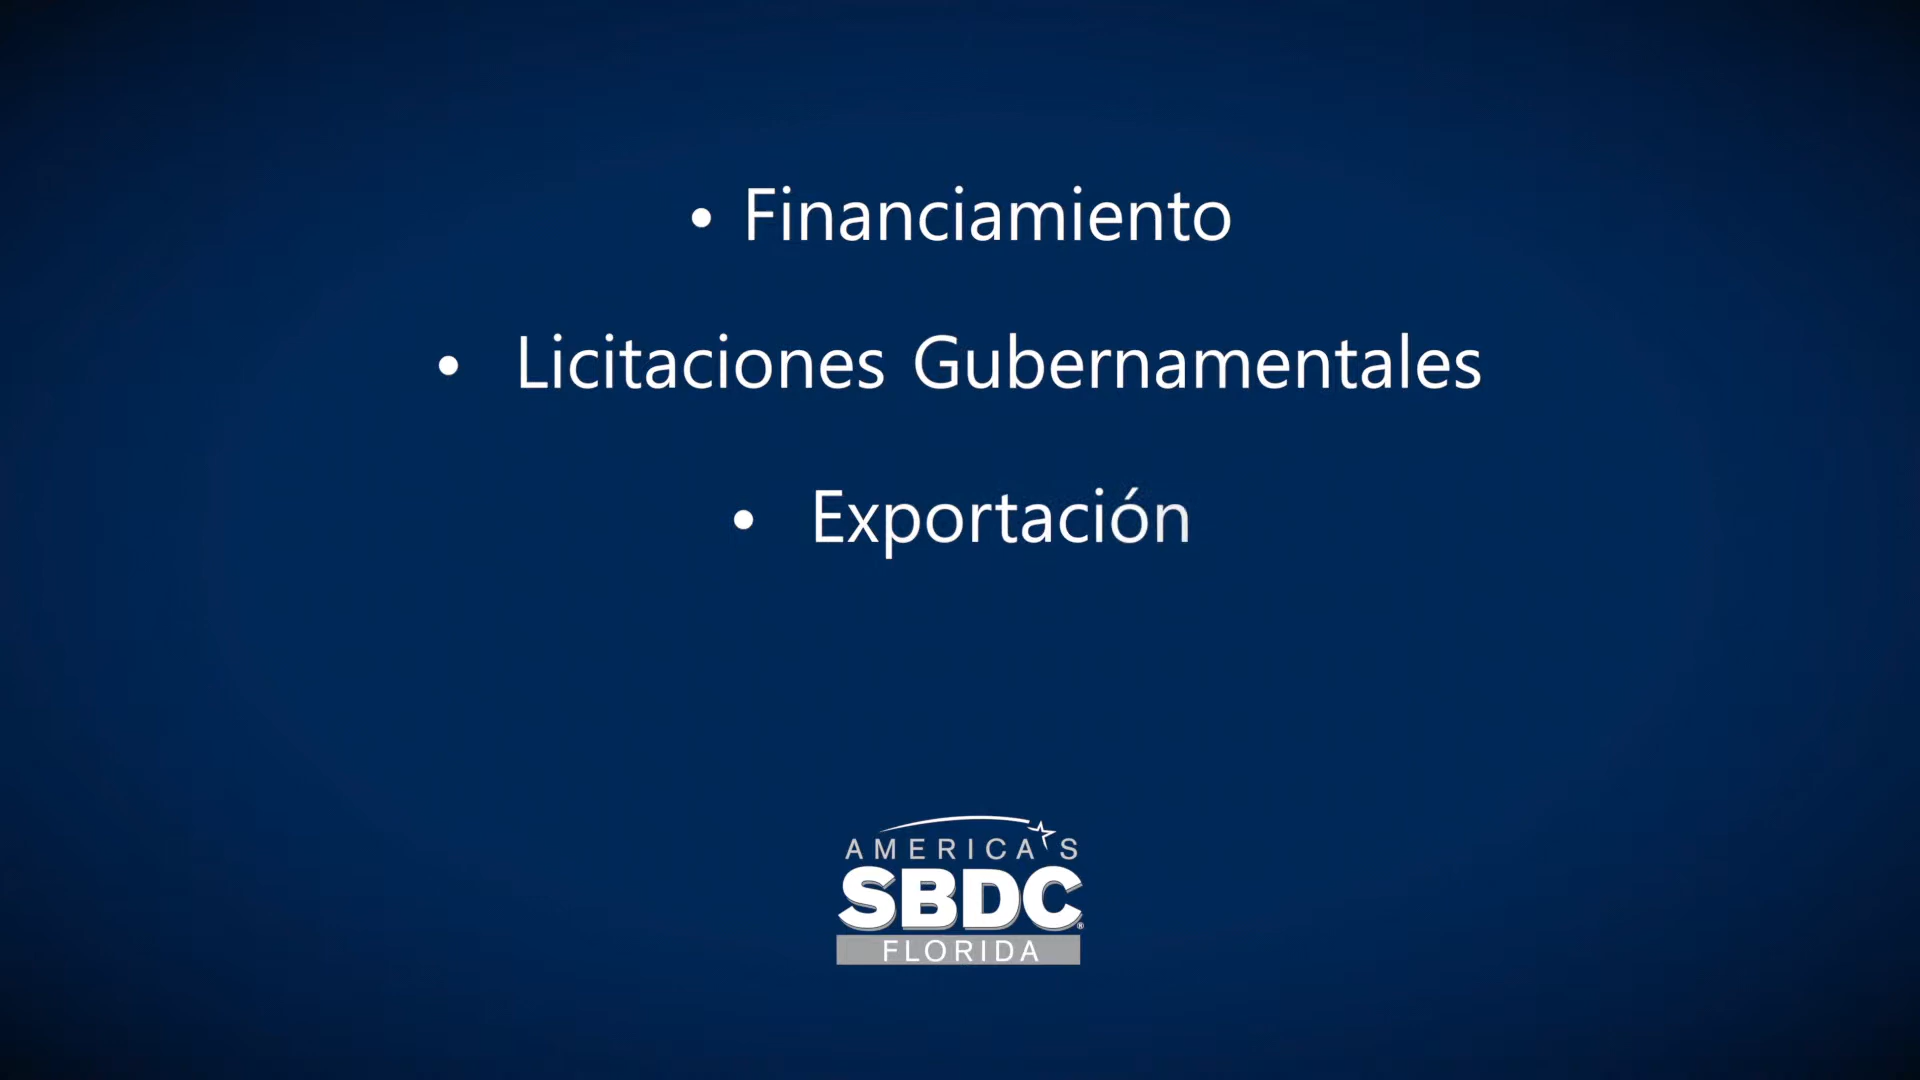 • Financiamiento
• Licitaciones Gubernamentales
• Exportación
AMERICA'S
SBDC®
FLORIDA